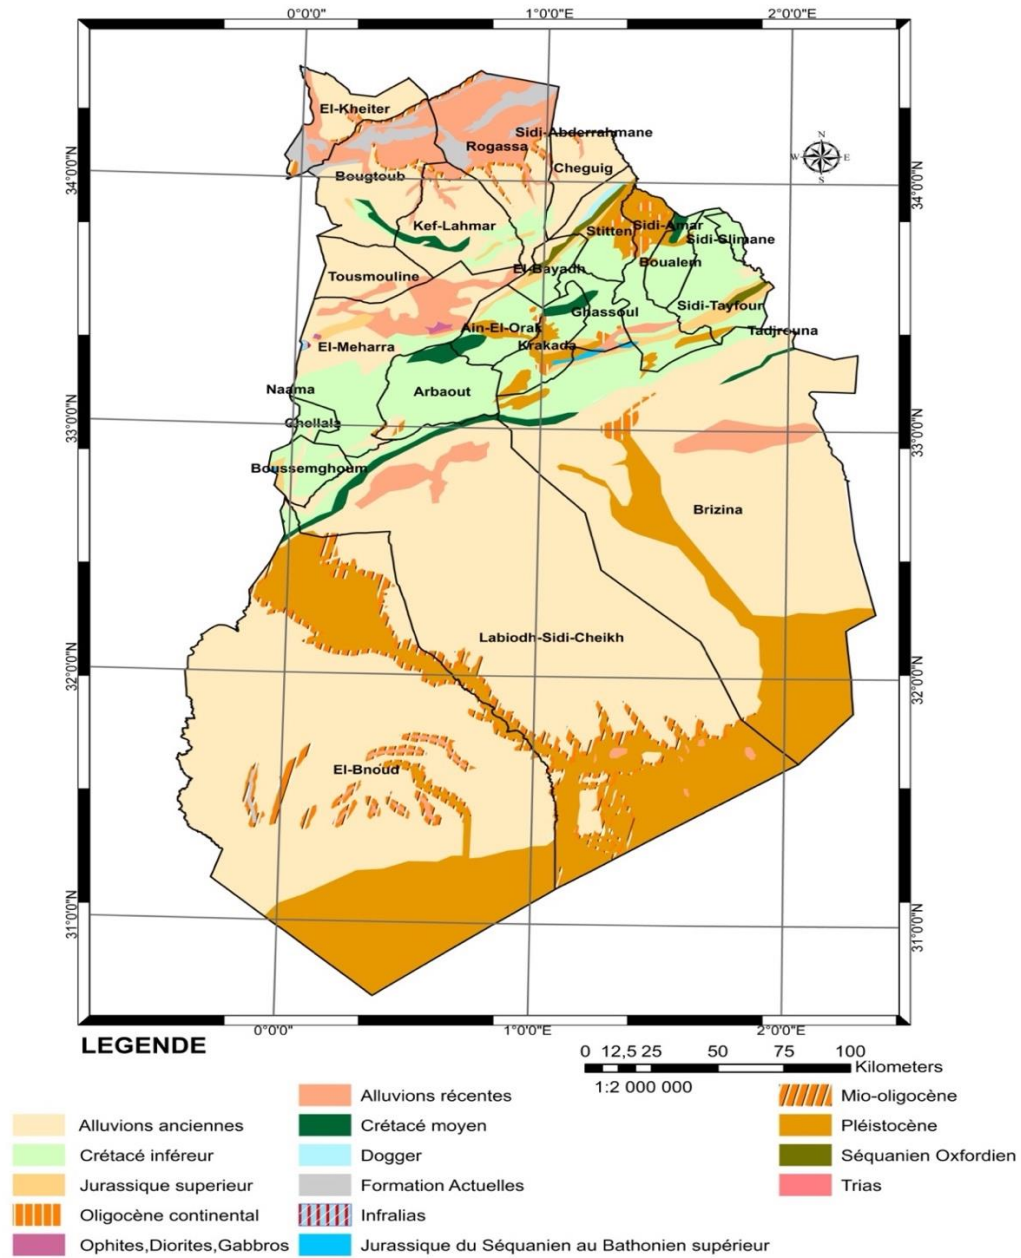 0°0'0" 1°0'0"E 2°0'0"E
El-Kheiter
Sidi-Abderrahmane
Rogassa
34°0'0"N
N
W E
S
34°0'0"N
Cheguig
Bougtoub
Kef-Lahmar
Stitten
Sidi-Amar
Sidi-Slimane
El-Bayadh
Boualem
Tousmouline
Sidi-Tayfour
Ghassoul
Ain-El-Orak
Tadjrouna
El-Meharra
Krakada
Naama
Arbaout
33°0'0"N
Chellala
33°0'0"N
Boussemghoum
Brizina
Labiodh-Sidi-Cheikh
32°0'0"N
32°0'0"N
El-Bnoud
31°0'0"N
31°0'0"N
0°0'0" 1°0'0"E 2°0'0"E
LEGENDE
0 12,5 25 50 75 100
Kilometers
1:2 000 000
Alluvions anciennes
Crétacé inféreur
Jurassique superieur
Oligocène continental
Ophites,Diorites,Gabbros
Alluvions récentes
Crétacé moyen
Dogger
Formation Actuelles
Infralias
Jurassique du Séquanien au Bathonien supérieur
Mio-oligocène
Pléistocène
Séquanien Oxfordien
Trias